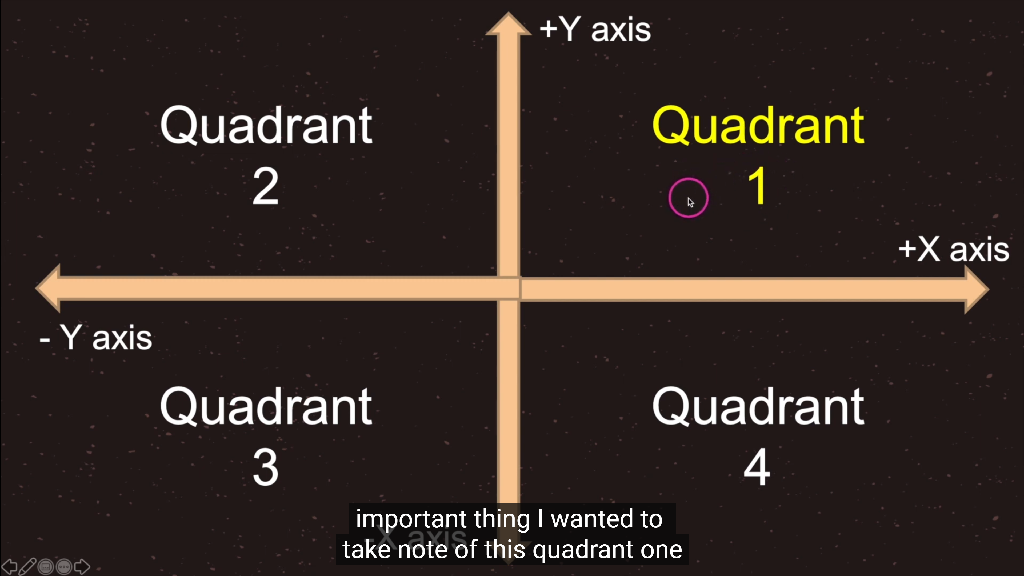 +Y axis
Quadrant
2
Quadrant
1
+X axis
- Y axis
Quadrant
3
Quadrant
4
-X axis
important thing I wanted to
take note of this quadrant one